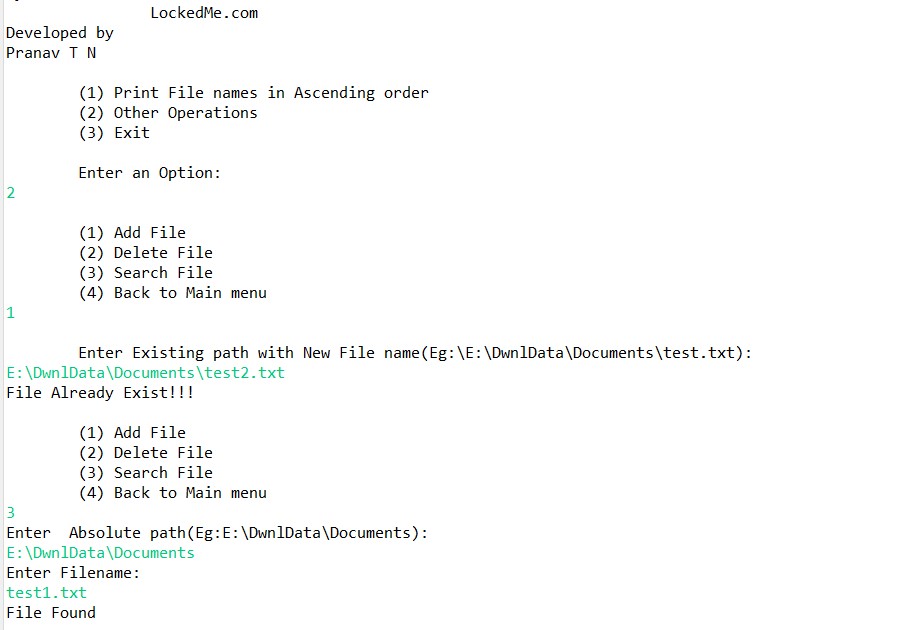 LockedMe.com
Developed by
Pranav T N
(1) Print File names in Ascending order
(2) Other Operations
(3) Exit
Enter an Option:
2
(1) Add File
(2) Delete File
(3) Search File
(4) Back to Main menu
1
Enter Existing path with New File name(Eg:\E:\DwnlData\Documents\test.txt):
E:\DwnlData\Documents\test2.txt
File Already Exist!!!
(1) Add File
(2) Delete File
(3) Search File
(4) Back to Main menu
3
Enter  Absolute path(Eg:E:\DwnlData\Documents):
E:\DwnlData\Documents
Enter Filename:
test1.txt
File Found